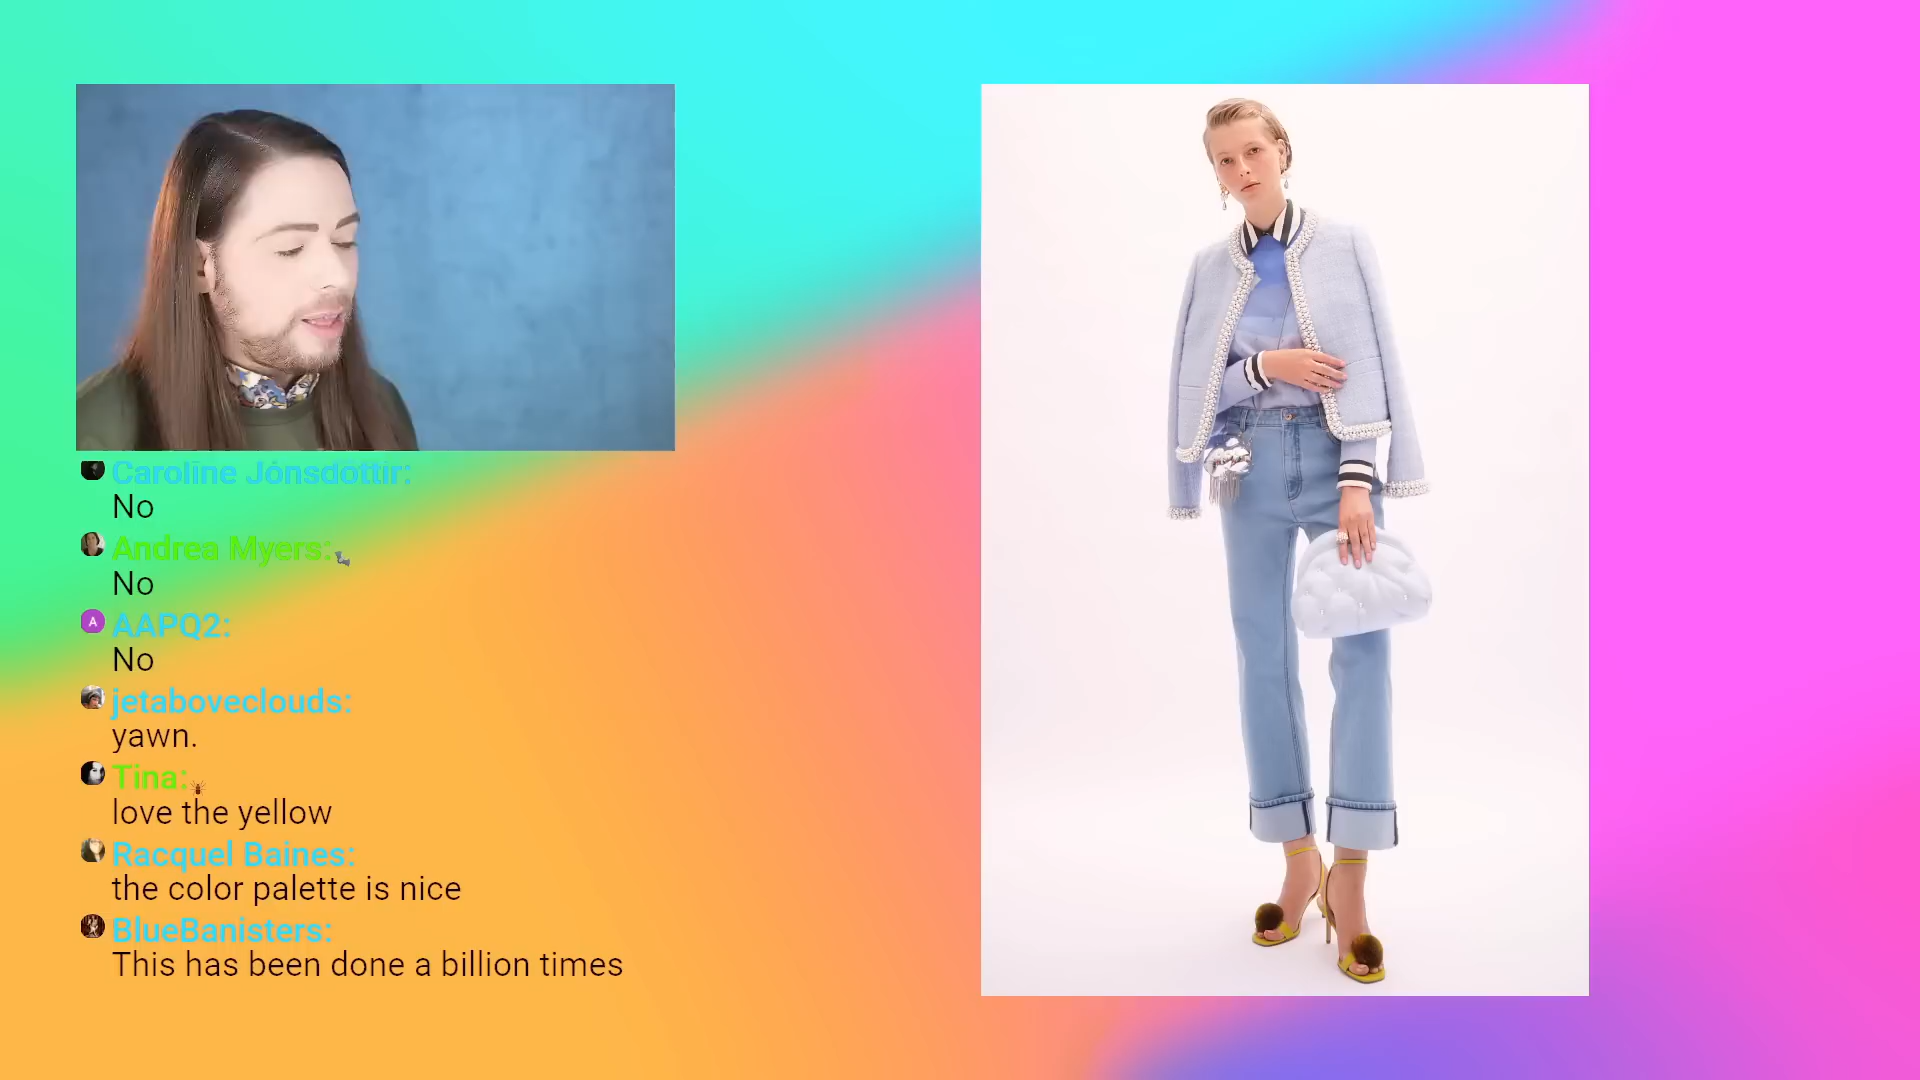 Caroline Jónsdóttir:
No
Andrea Myers:
No
A AAPQ2:
No
jetaboveclouds:
yawn.
Tina:
love the yellow
Racquel Baines:
the color palette is nice
BlueBanisters:
This has been done a billion times